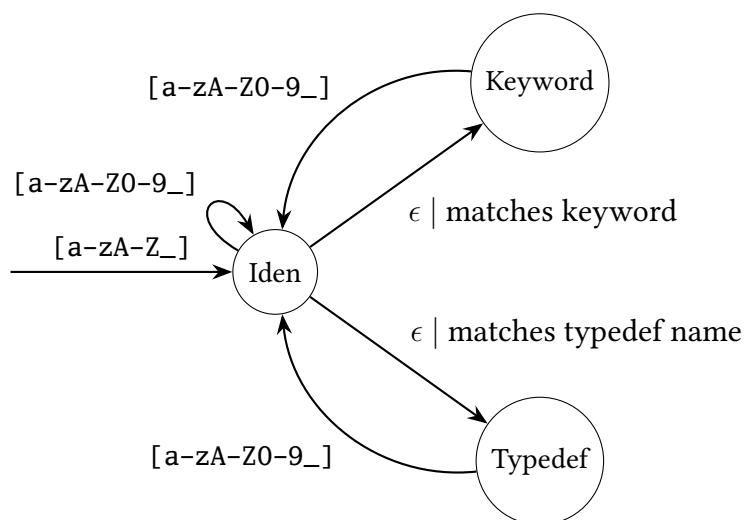 Keyword
[a-zA-Z0-9_]
[a-zA-Z0-9_]
ϵ | matches keyword
[a-zA-Z_]
Iden
ϵ | matches typedef name
[a-zA-Z0-9_]
Typedef